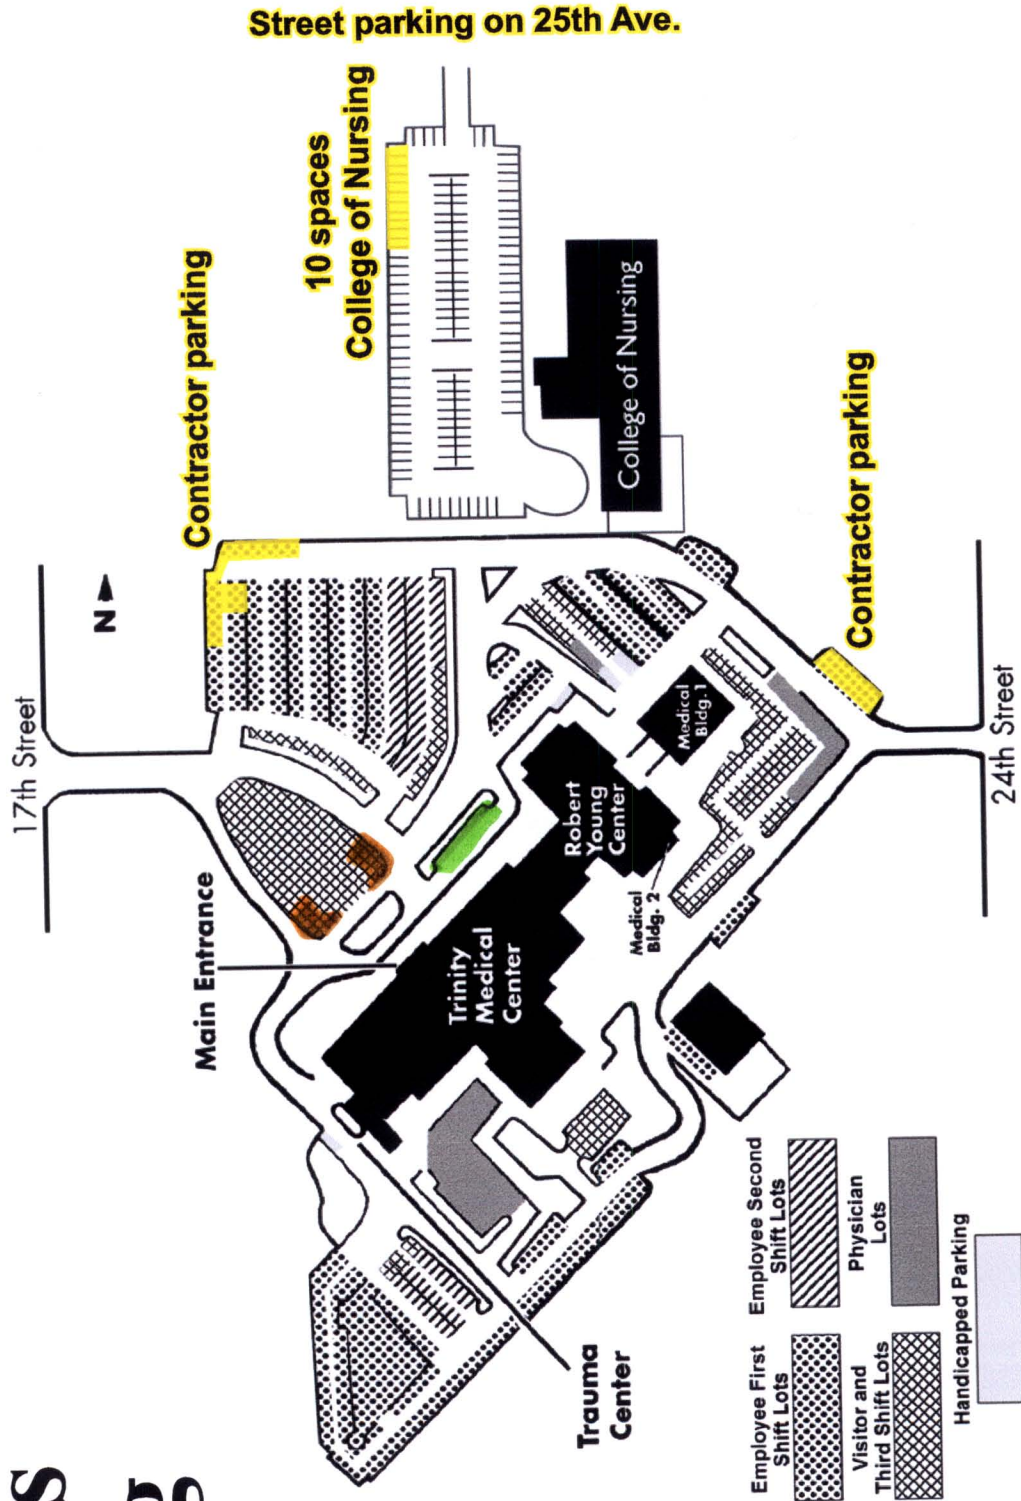 Street parking on 25th Ave.
10 spaces
College of Nursing
Contractor parking
17th Street
N
College of Nursing
Contractor parking
24th Street
Medical
Bldg.1
Robert
Young
Center
Medical
Bldg. 2
Main Entrance
Trinity
Medical
Center
Trauma
Center
Employee First
Shift Lots
Employee Second
Shift Lots
Visitor and
Third Shift Lots
Physician
Lots
Handicapped Parking